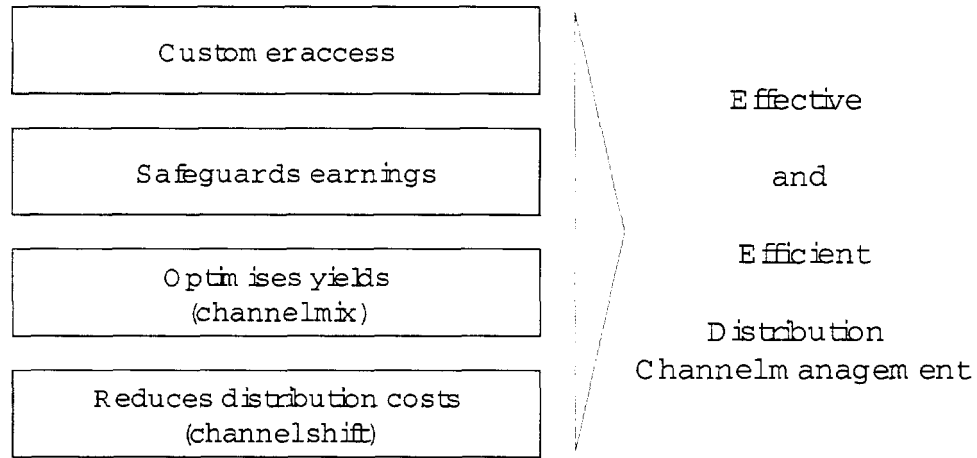 Customer access
Safeguards earnings
Optimises yields
(channel mix)
Reduces distribution costs
(channel shift)
Effective
and
Efficient
Distribution
Channel management